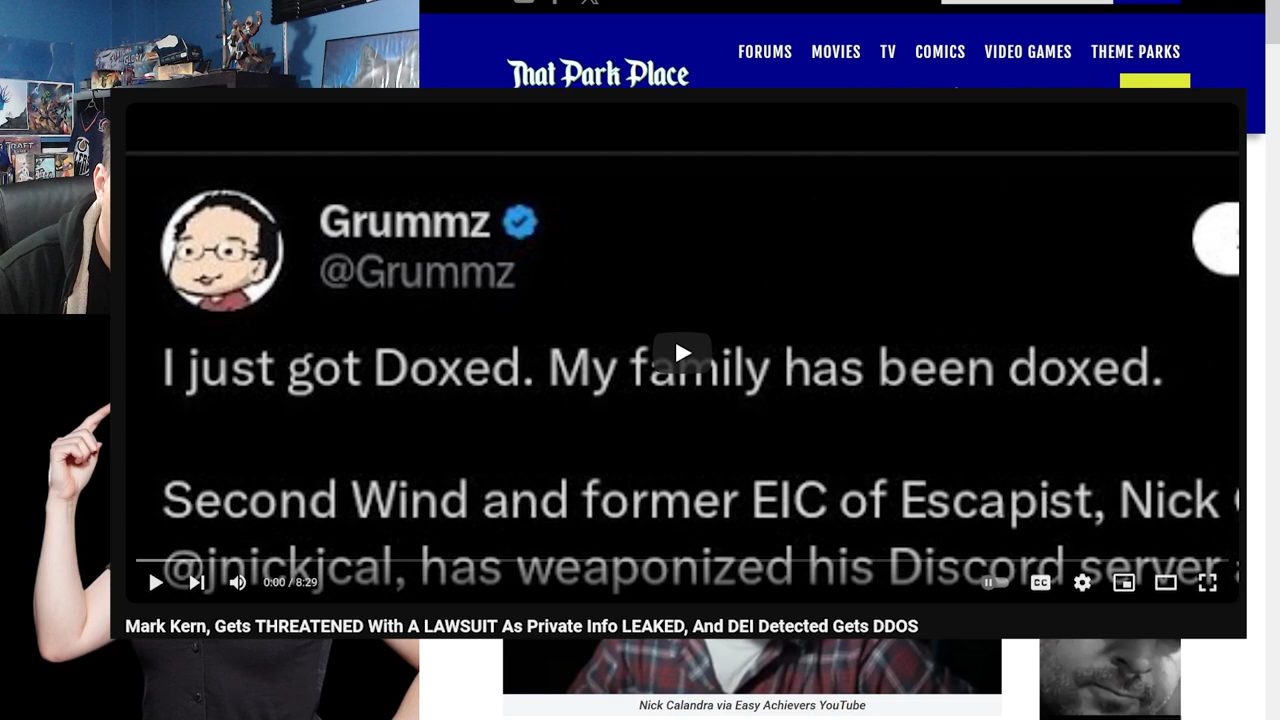 FORUMS MOVIES TV COMICS VIDEO GAMES THEME PARKS
That Park Place
Grummz
@Grummz
I just got Doxed. My family has been doxed.
Second Wind and former EIC of Escapist, Nick
@jnickjcal, has weaponized his Discord server
0:00 / 8:29
CC
Mark Kern, Gets THREATENED With A LAWSUIT As Private Info LEAKED, And DEI Detected Gets DDOS
Nick Calandra via Easy Achievers YouTube